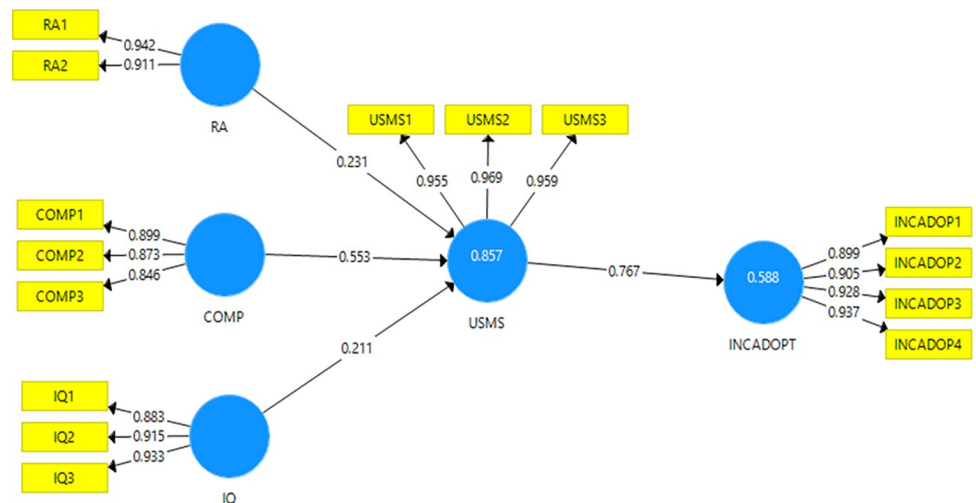 RA1
0.942
RA2
0.911
RA
0.231
USMS1
USMS2
USMS3
0.955
0.969
0.959
COMP1
0.899
COMP2
0.873
COMP3
0.846
COMP
0.553
0.857
USMS
0.767
0.588
INCADOPT
INCADOP1
0.899
INCADOP2
0.905
INCADOP3
0.928
INCADOP4
0.937
0.211
IQ1
0.883
IQ2
0.915
IQ3
0.933
IQ